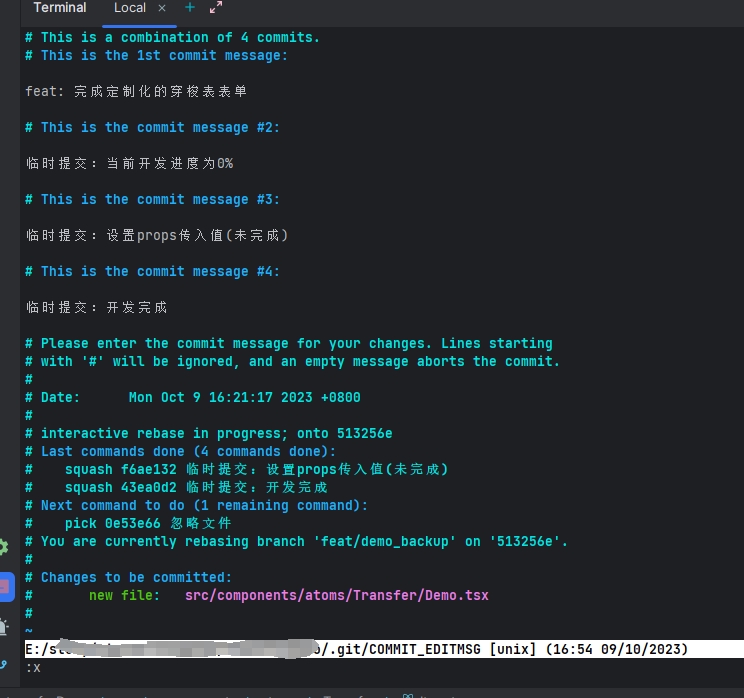 Terminal Local × +
# This is a combination of 4 commits.
# This is the 1st commit message:
feat: 完成定制化的穿梭表表单
# This is the commit message #2:
临时提交：当前开发进度为0%
# This is the commit message #3:
临时提交：设置props传入值(未完成)
# This is the commit message #4:
临时提交：开发完成
# Please enter the commit message for your changes. Lines starting
# with '#' will be ignored, and an empty message aborts the commit.
#
# Date:      Mon Oct 9 16:21:17 2023 +0800
#
# interactive rebase in progress; onto 513256e
# Last commands done (4 commands done):
#    squash f6ae132 临时提交：设置props传入值(未完成)
#    squash 43ea0d2 临时提交：开发完成
# Next command to do (1 remaining command):
#    pick 0e53e66 忽略文件
# You are currently rebasing branch 'feat/demo_backup' on '513256e'.
#
# Changes to be committed:
#       new file:   src/components/atoms/Transfer/Demo.tsx
#
~
E:/ /.git/COMMIT_EDITMSG [unix] (16:54 09/10/2023)
:x